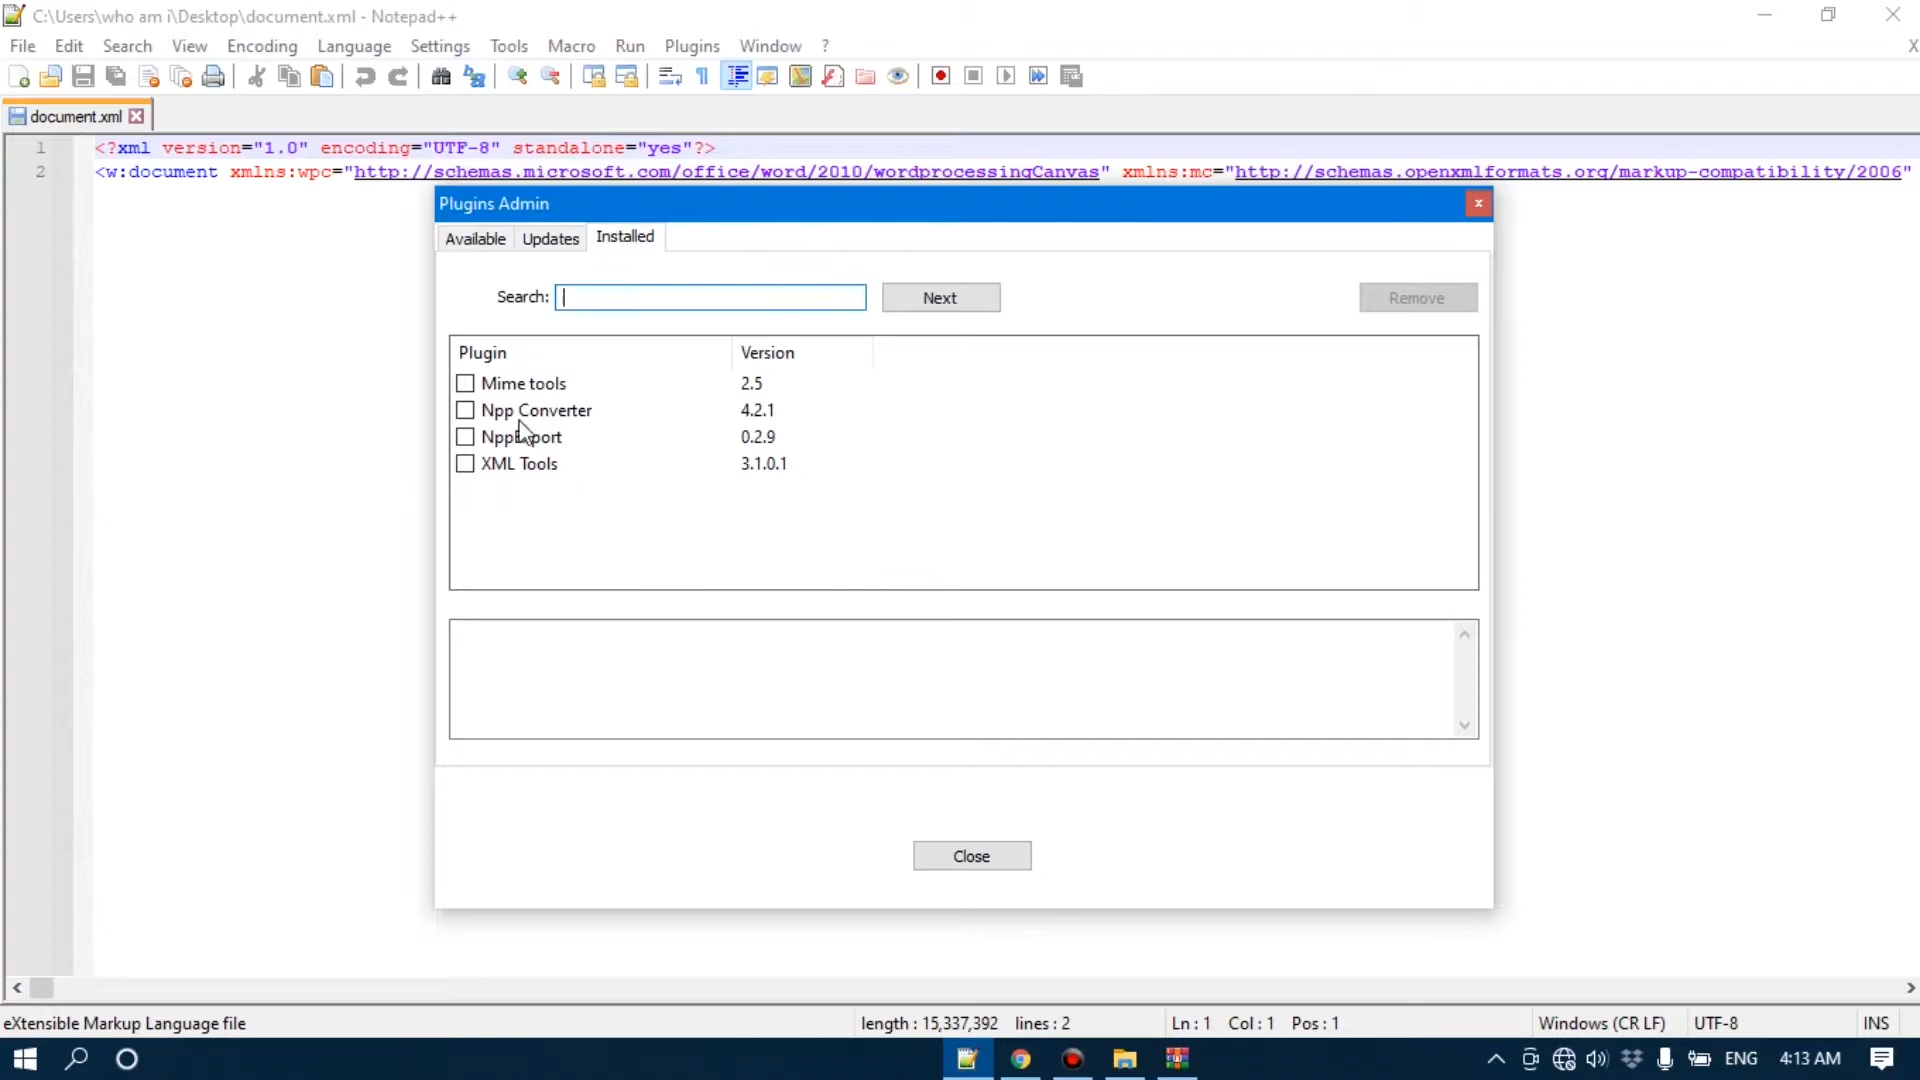 C:\Users\who am i\Desktop\document.xml - Notepad++
File Edit Search View Encoding Language Settings Tools Macro Run Plugins Window ? X
document.xml
1 <?xml version="1.0" encoding="UTF-8" standalone="yes"?>
2 <w:document xmlns:wpc="http://schemas.microsoft.com/office/word/2010/wordprocessingCanvas" xmlns:mc="http://schemas.openxmlformats.org/markup-compatibility/2006"
Plugins Admin x
Available Updates Installed
Search: Next Remove
Plugin Version
Mime tools 2.5
Npp Converter 4.2.1
NppExport 0.2.9
XML Tools 3.1.0.1
Close
eXtensible Markup Language file length : 15,337,392 lines : 2 Ln : 1 Col : 1 Pos : 1 Windows (CR LF) UTF-8 INS
ENG 4:13 AM